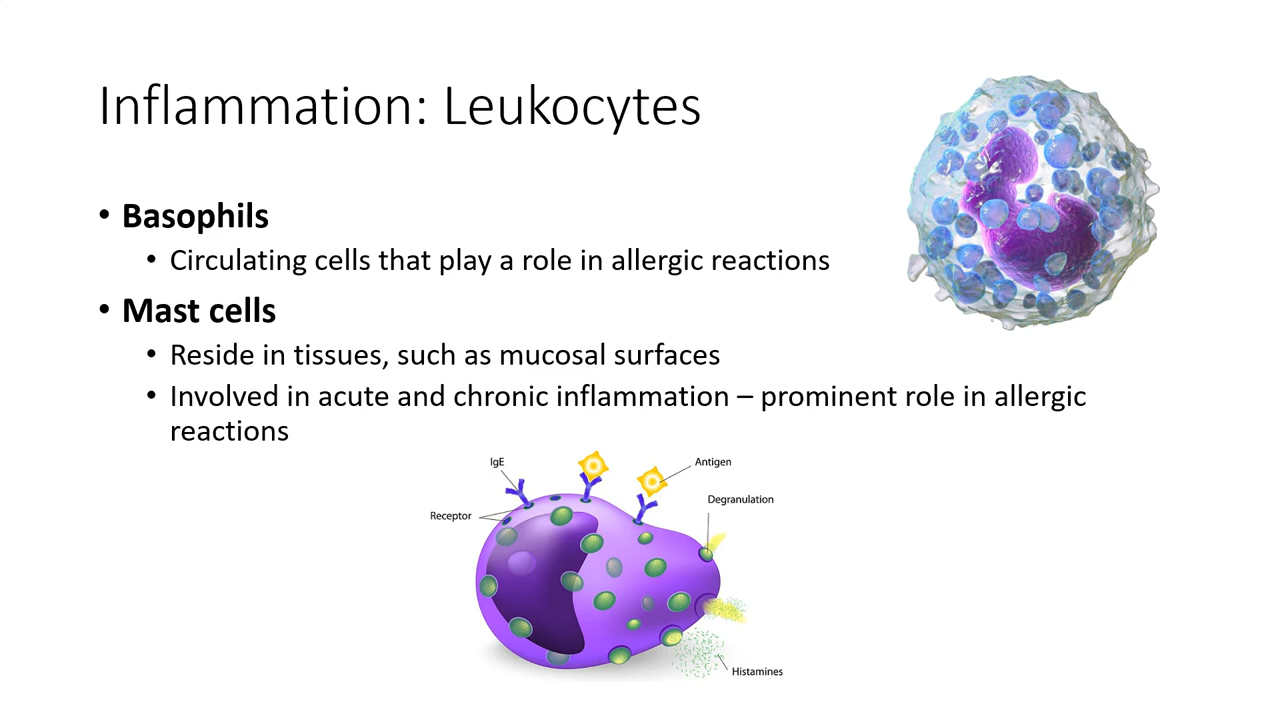 Inflammation: Leukocytes
• Basophils
• Circulating cells that play a role in allergic reactions
• Mast cells
• Reside in tissues, such as mucosal surfaces
• Involved in acute and chronic inflammation – prominent role in allergic
reactions
IgE
Antigen
Degranulation
Receptor
Histamines